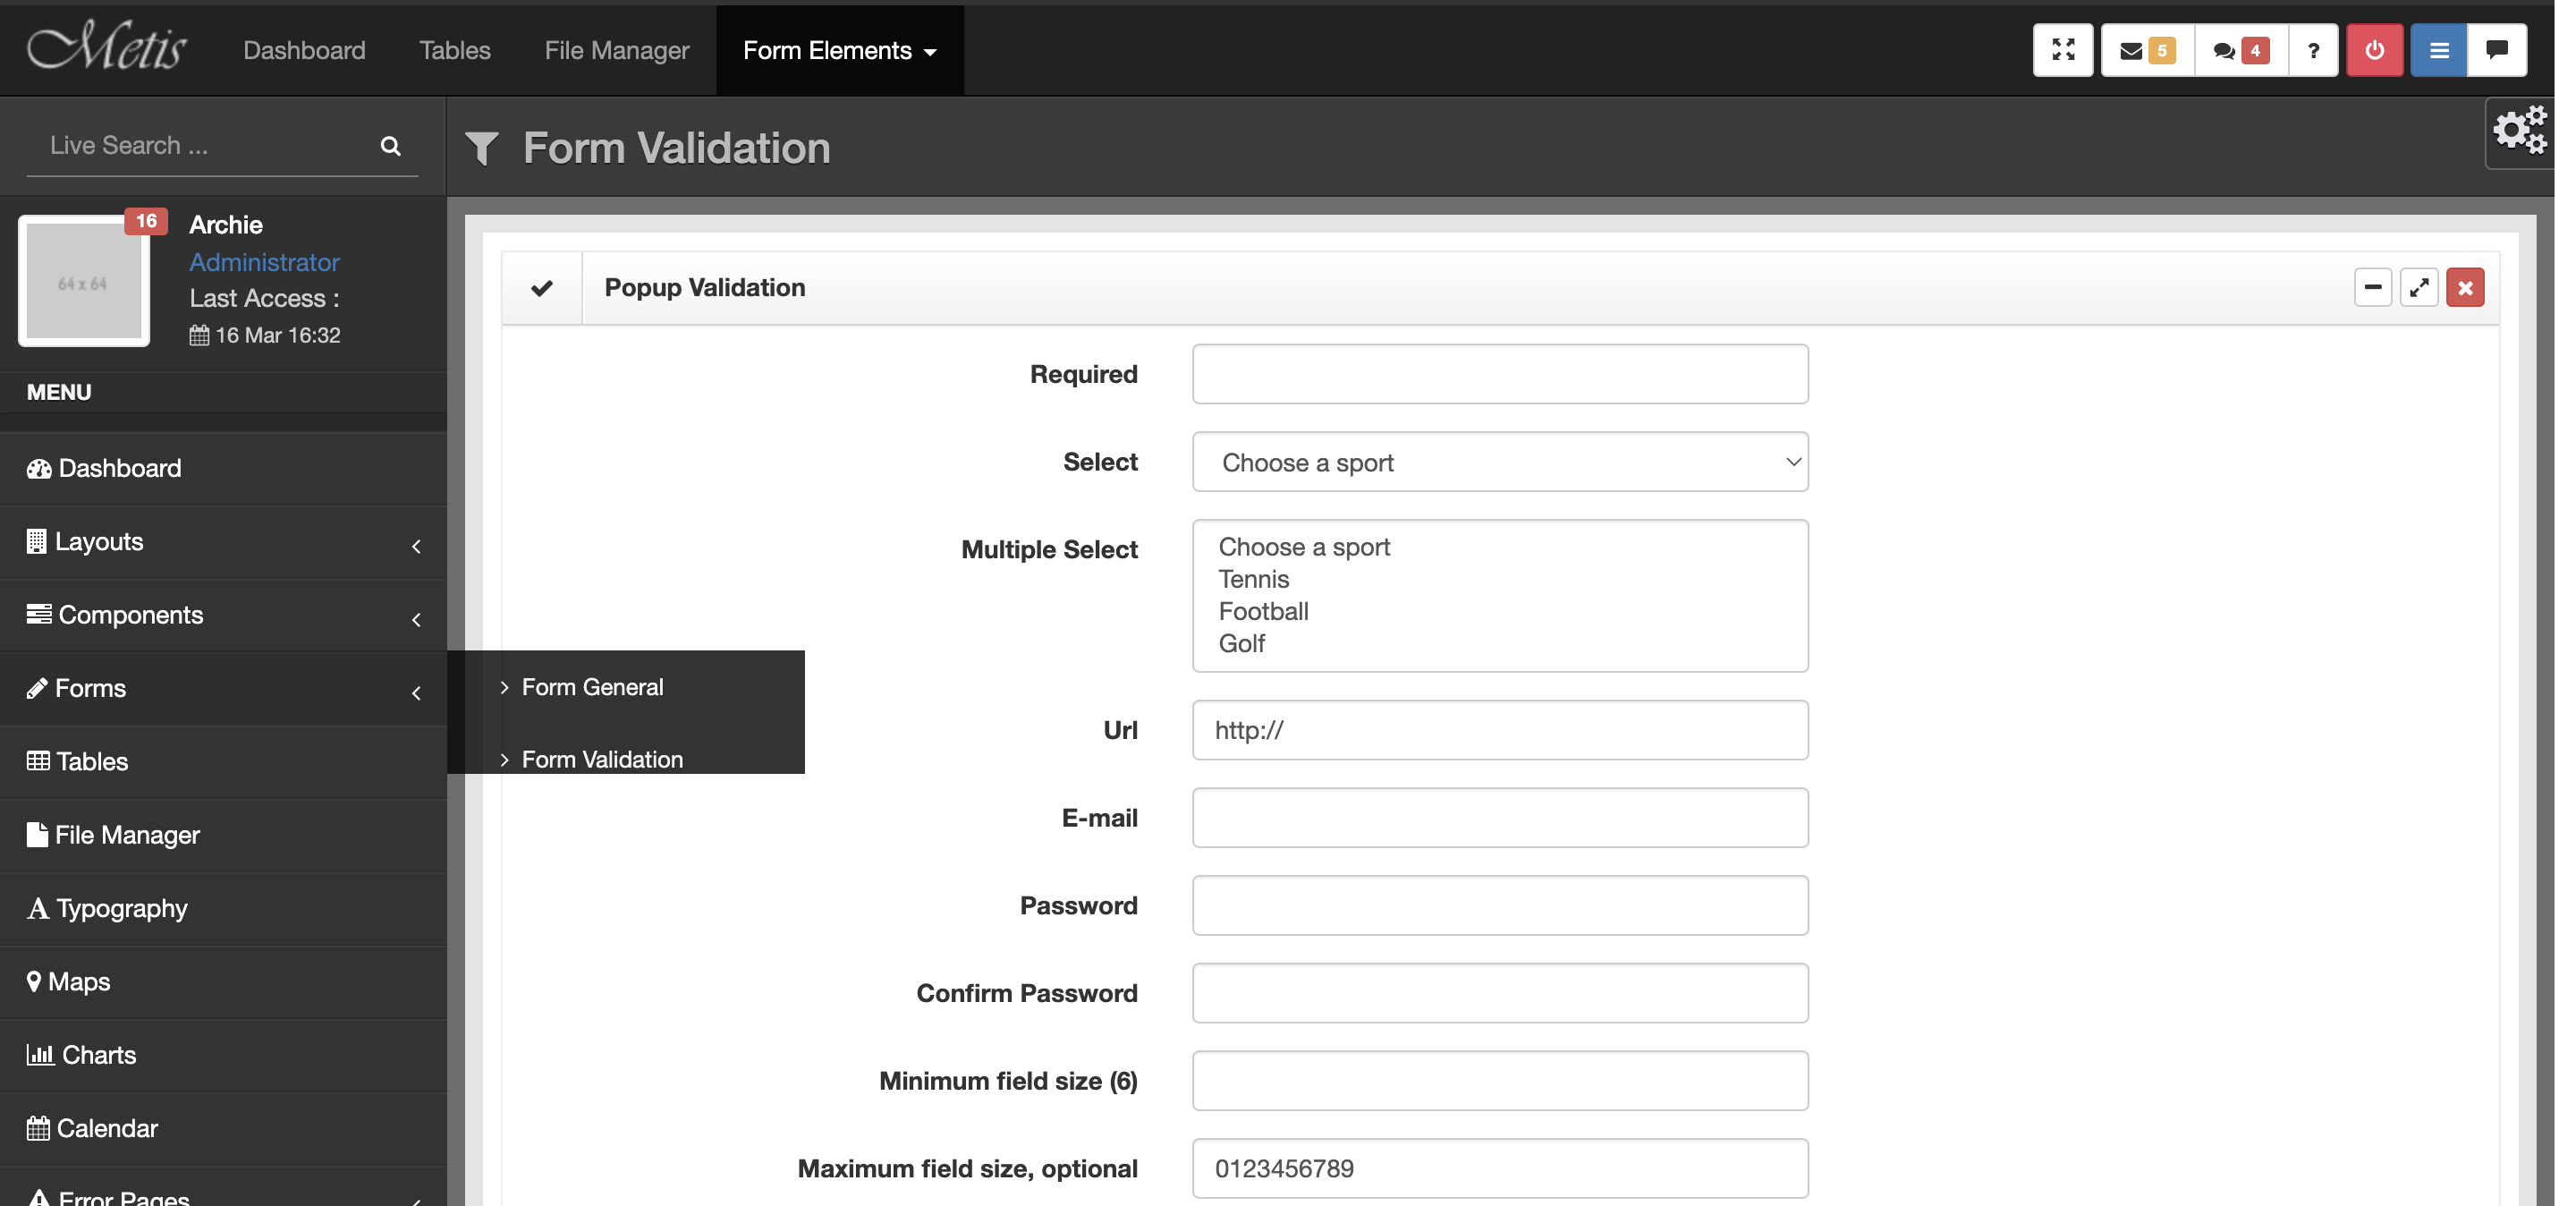 Metis
Dashboard
Tables
File Manager
Form Elements
5
4
?
Live Search ...
Form Validation
16
64 x 64
Archie
Administrator
Last Access :
16 Mar 16:32
MENU
Dashboard
Layouts
Components
Forms
Form General
Form Validation
Tables
File Manager
Typography
Maps
Charts
Calendar
Error Pages
Popup Validation
Required
Select
Choose a sport
Multiple Select
Choose a sport
Tennis
Football
Golf
Url
http://
E-mail
Password
Confirm Password
Minimum field size (6)
Maximum field size, optional
0123456789